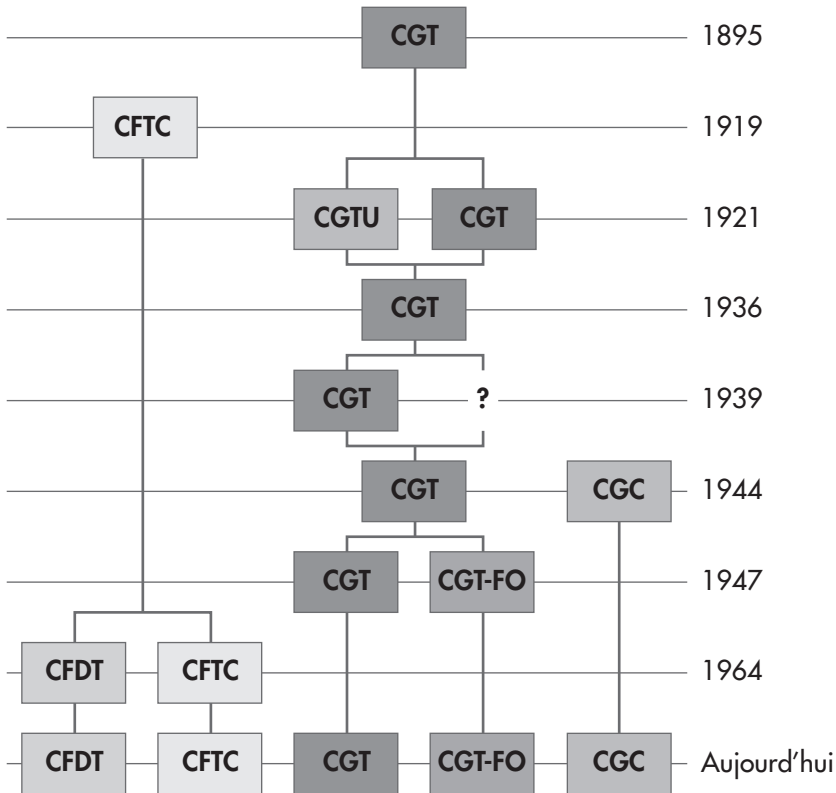 CGT 1895
CFTC 1919
CGTU CGT 1921
CGT 1936
CGT ? 1939
CGT CGC 1944
CGT CGT-FO 1947
CFDT CFTC 1964
CFDT CFTC CGT CGT-FO CGC Aujourd'hui